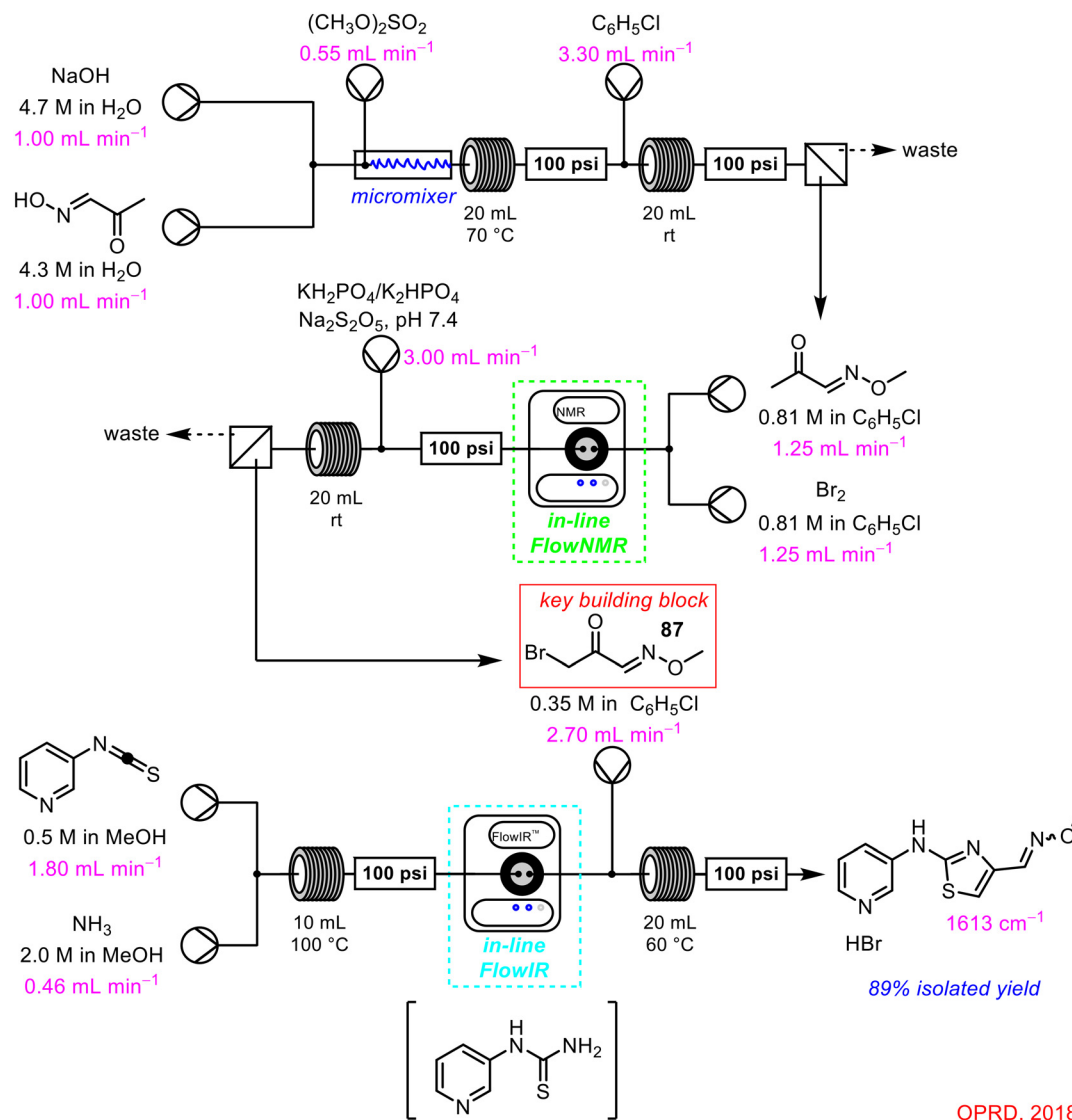 (CH₃O)₂SO₂
0.55 mL min⁻¹
C₆H₅Cl
3.30 mL min⁻¹
NaOH
4.7 M in H₂O
1.00 mL min⁻¹
100 psi
100 psi
waste
micromixer
20 mL
70 °C
20 mL
rt
HO
N
O
4.3 M in H₂O
1.00 mL min⁻¹
KH₂PO₄/K₂HPO₄
Na₂S₂O₅, pH 7.4
3.00 mL min⁻¹
O
N
O
0.81 M in C₆H₅Cl
1.25 mL min⁻¹
NMR
waste
100 psi
20 mL
rt
in-line
FlowNMR
Br₂
0.81 M in C₆H₅Cl
1.25 mL min⁻¹
key building block
O
87
Br
N
O
0.35 M in C₆H₅Cl
2.70 mL min⁻¹
N
S
N
0.5 M in MeOH
1.80 mL min⁻¹
FlowIR™
100 psi
100 psi
10 mL
100 °C
in-line
FlowIR
20 mL
60 °C
NH₃
2.0 M in MeOH
0.46 mL min⁻¹
H
N
N
S
N
O
N
HBr
1613 cm⁻¹
89% isolated yield
H
N
NH₂
S
N
OPRD, 2018